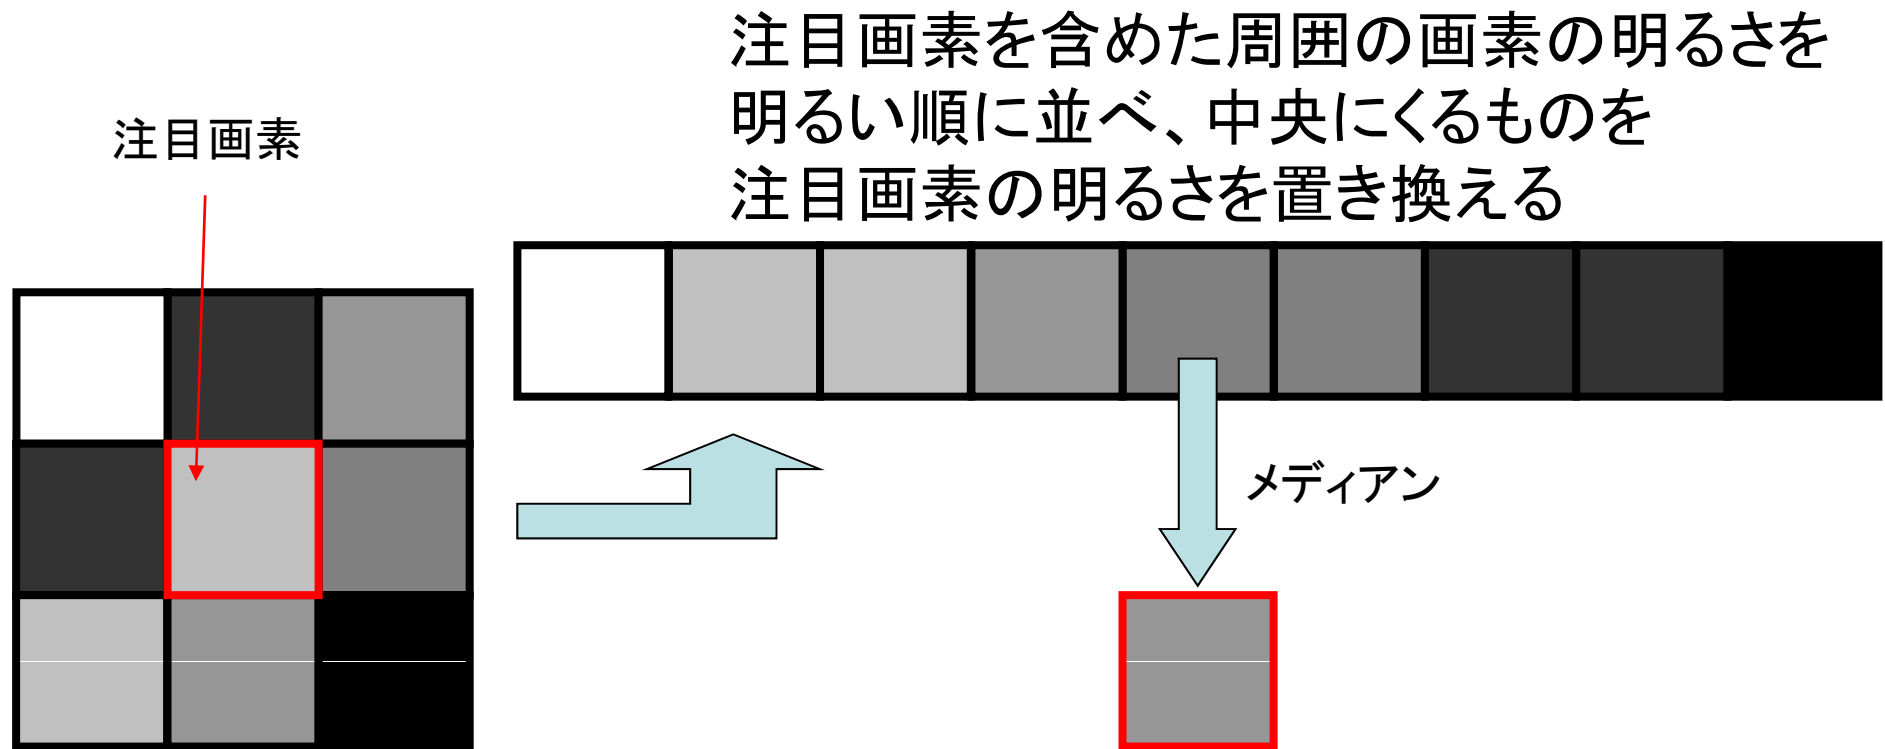 注目画素を含めた周囲の画素の明るさを
明るい順に並べ、中央にくるものを
注目画素の明るさを置き換える
注目画素
メディアン